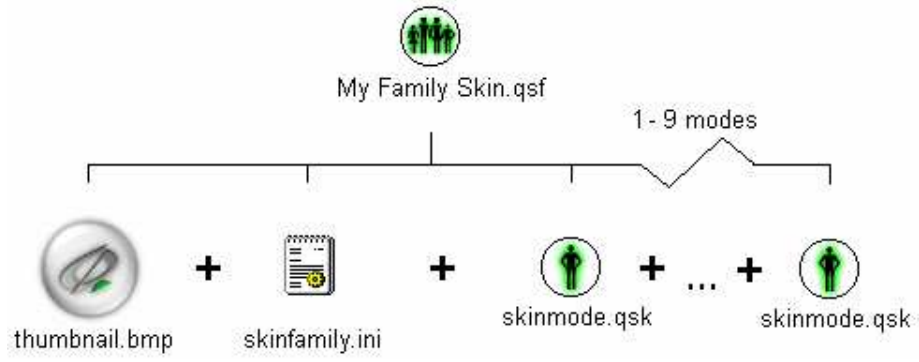 My Family Skin.qsf
1 - 9 modes
+ + + ... +
thumbnail.bmp
skinfamily.ini
skinmode.qsk
skinmode.qsk